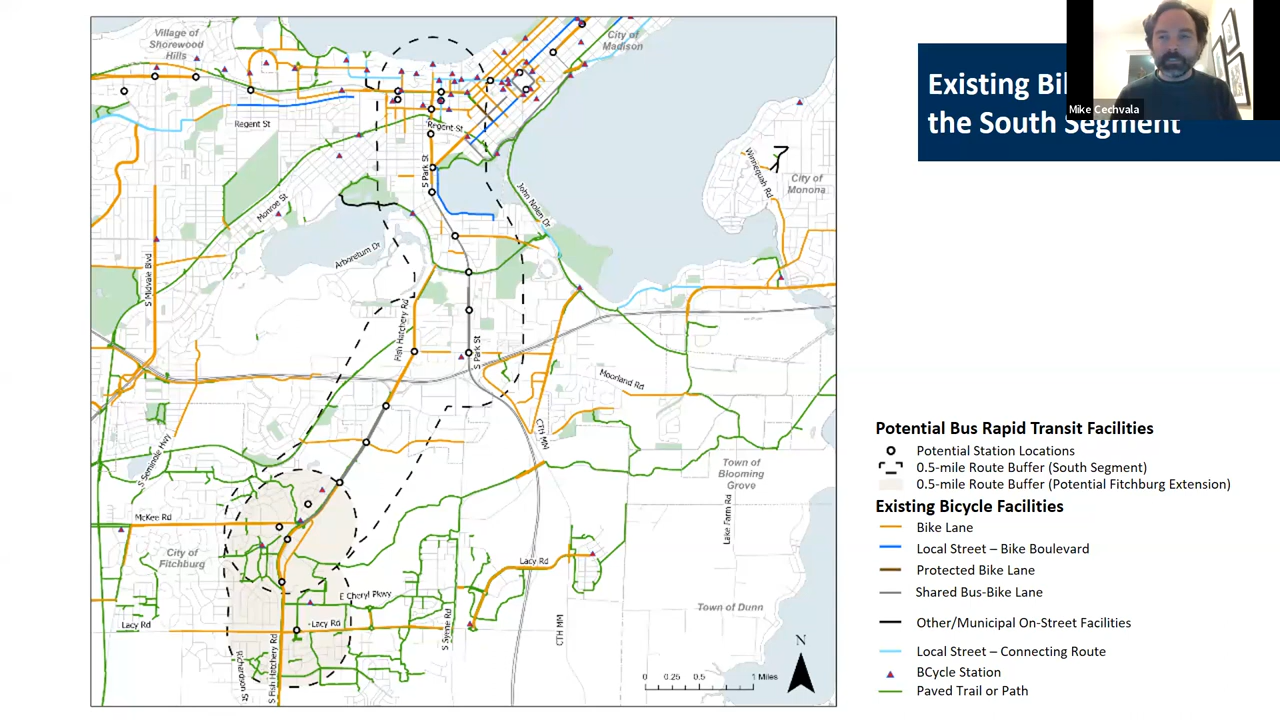 Village of
Shorewood
Hills
City of
Madison
Existing Bi
the South Segment
Mike Cechvala
Regent St
Regent St
S Park St
Monroe St
John Nolen Dr
Winnequah Rd
City of
Monona
Arboretum Dr
S Midvale Blvd
Fish Hatchery Rd
S Park St
Moorland Rd
CTH MM
S Seminole Hwy
Town of
Blooming
Grove
Lake Farm Rd
McKee Rd
City of
Fitchburg
Lacy Rd
E Cheryl Pkwy
Lacy Rd
Lacy Rd
S Syene Rd
CTH MM
Town of Dunn
S Fish Hatchery Rd
N
0 0.25 0.5 1 Miles
Potential Bus Rapid Transit Facilities
Potential Station Locations
0.5-mile Route Buffer (South Segment)
0.5-mile Route Buffer (Potential Fitchburg Extension)
Existing Bicycle Facilities
Bike Lane
Local Street – Bike Boulevard
Protected Bike Lane
Shared Bus-Bike Lane
Other/Municipal On-Street Facilities
Local Street – Connecting Route
BCycle Station
Paved Trail or Path